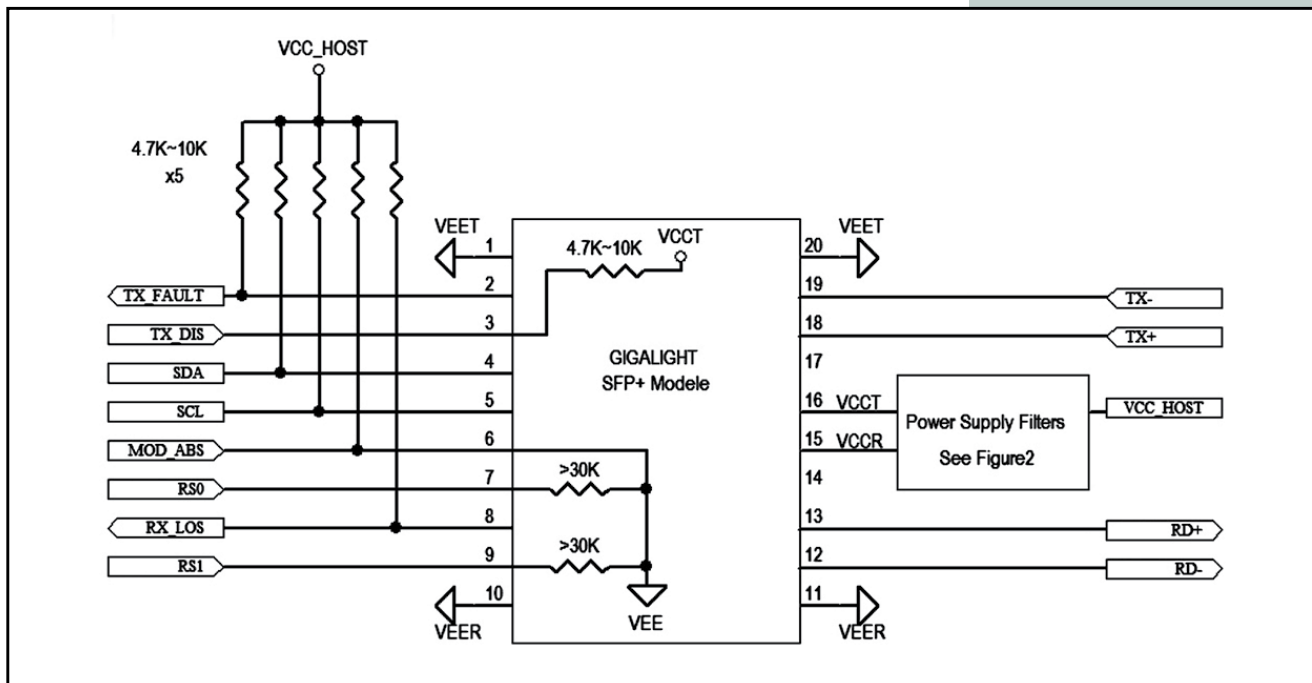 VCC_HOST
4.7K~10K
x5
VEET
1
2
3
4
5
6
7
8
9
10
VEER
TX_FAULT
TX_DIS
SDA
SCL
MOD_ABS
RS0
RX_LOS
RS1
4.7K~10K
VCCT
GIGALIGHT
SFP+ Modele
>30K
>30K
VEE
VEET
20
19
18
17
16 VCCT
15 VCCR
14
13
12
11
VEER
Power Supply Filters
See Figure2
TX-
TX+
VCC_HOST
RD+
RD-